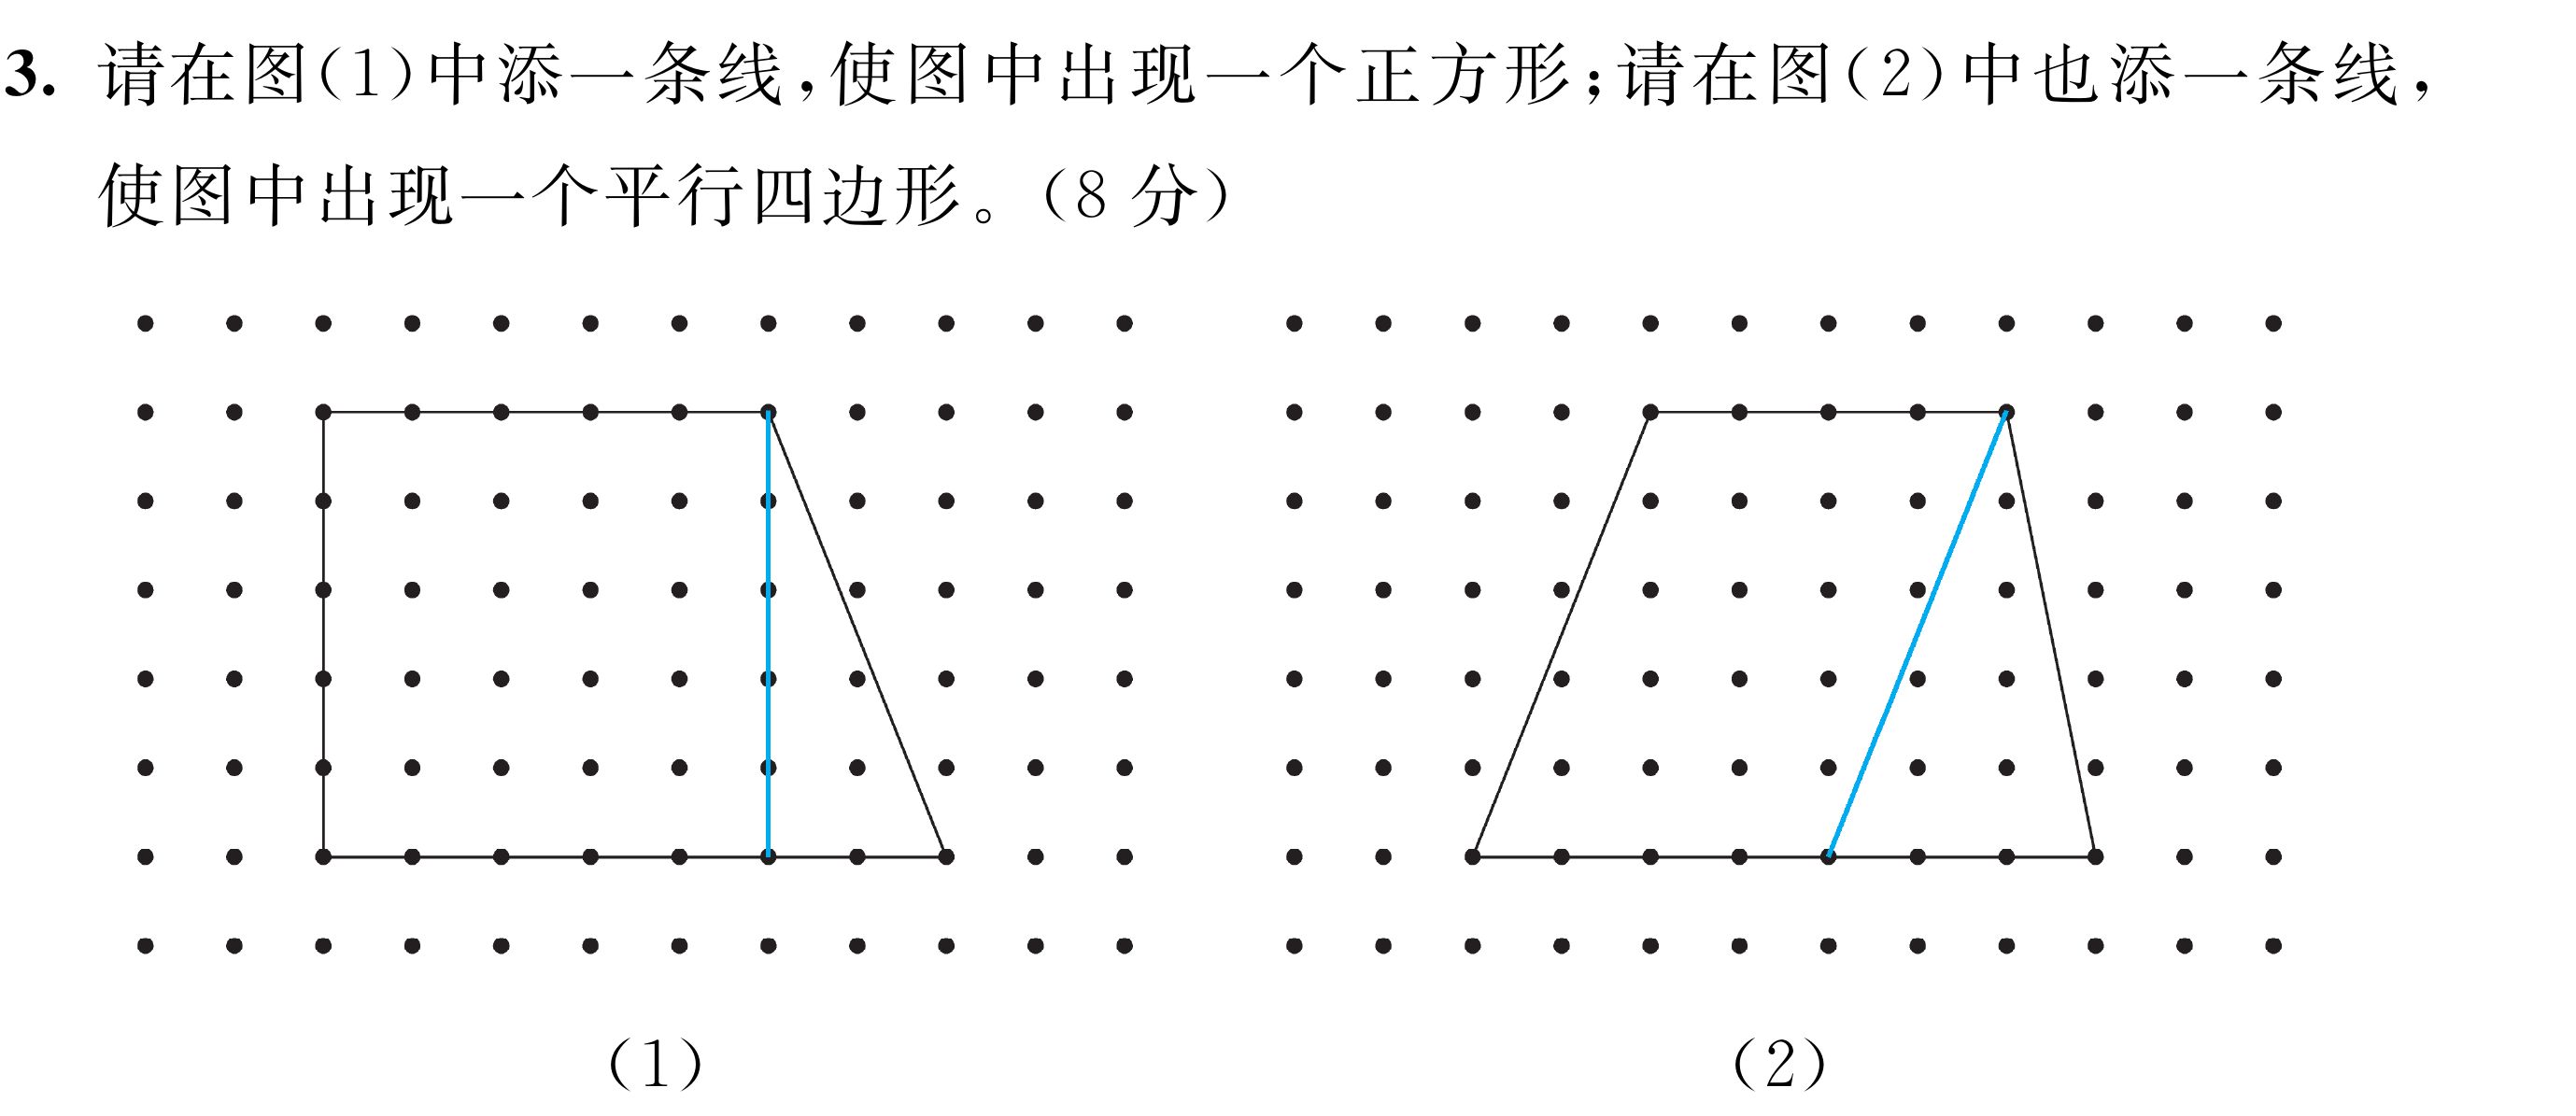 3. 请在图(1)中添一条线,使图中出现一个正方形;请在图(2)中也添一条线,
使图中出现一个平行四边形。(8 分)
(1)
(2)